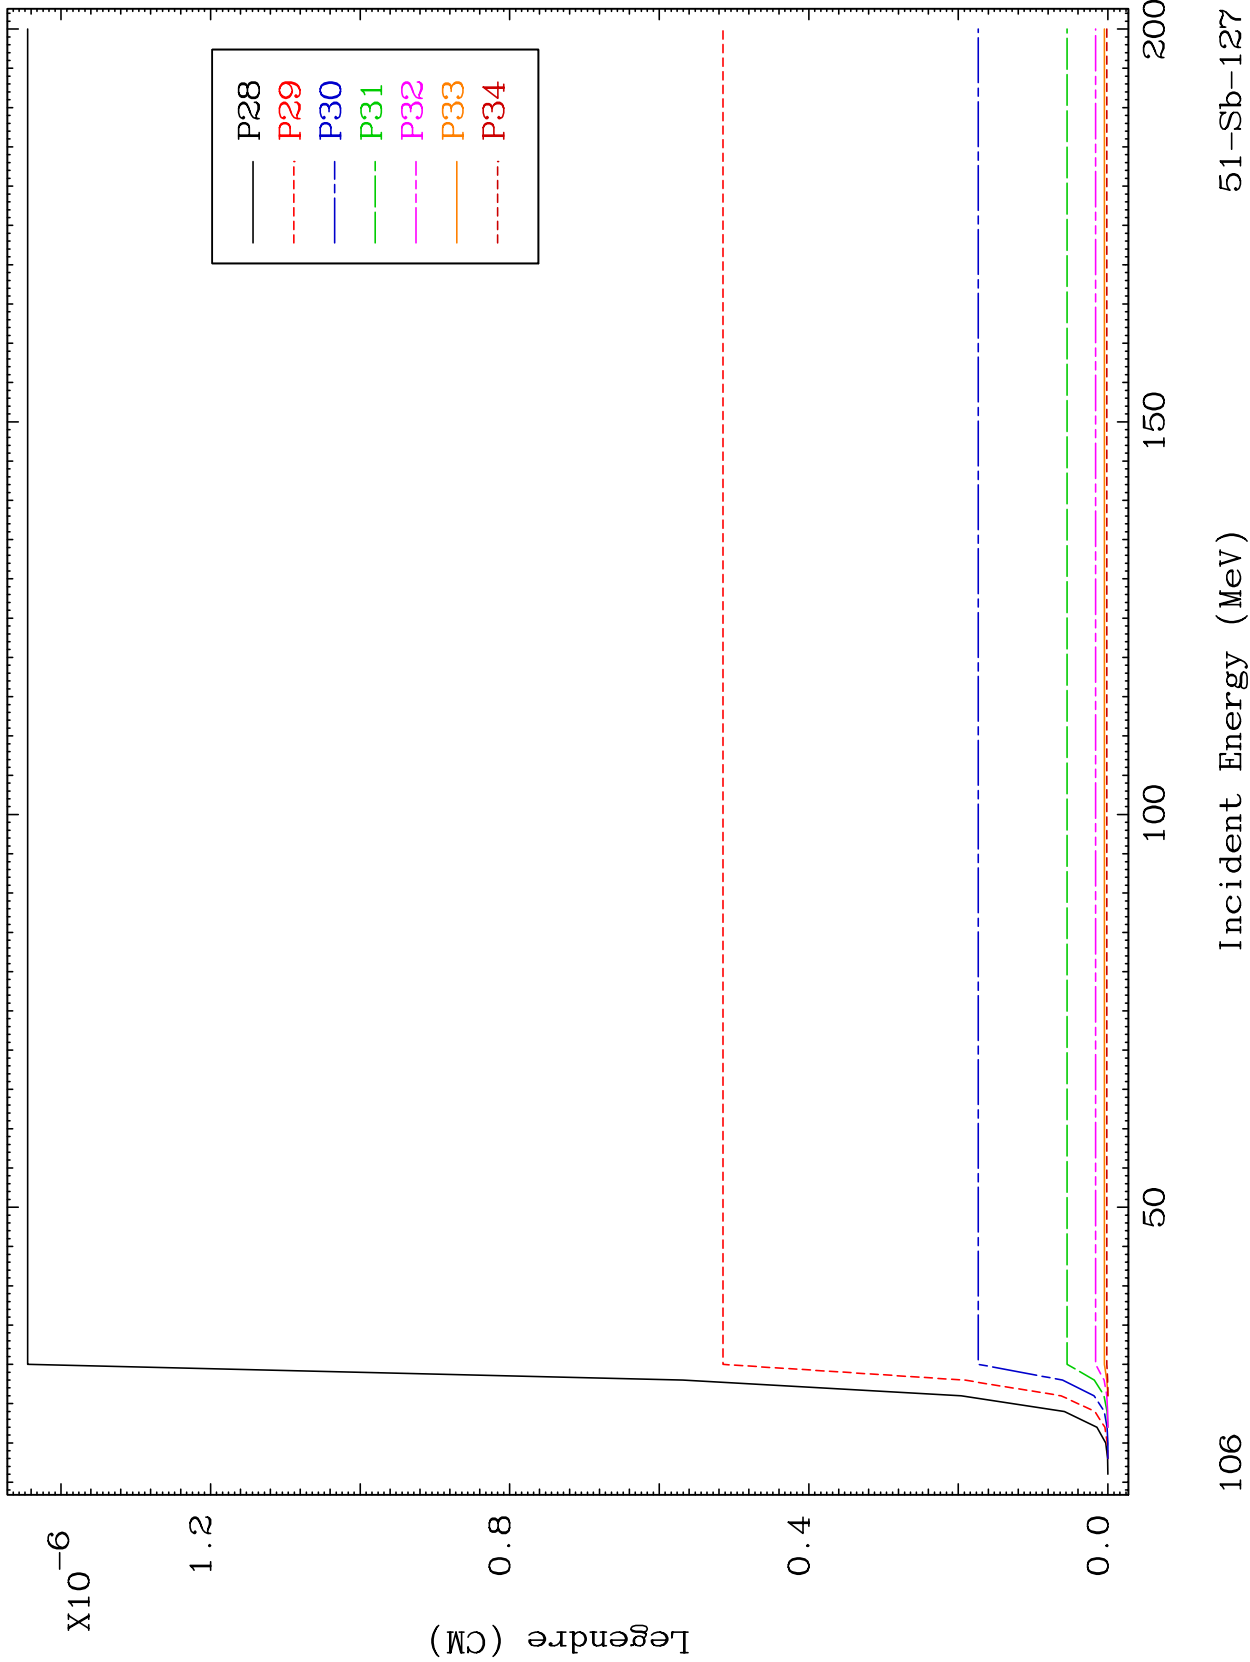 X10
-6
1.2
0.8
0.4
0.0
Legendre (CM)
P28
P29
P30
P31
P32
P33
P34
50
100
150
200
Incident Energy (MeV)
106
51-Sb-127